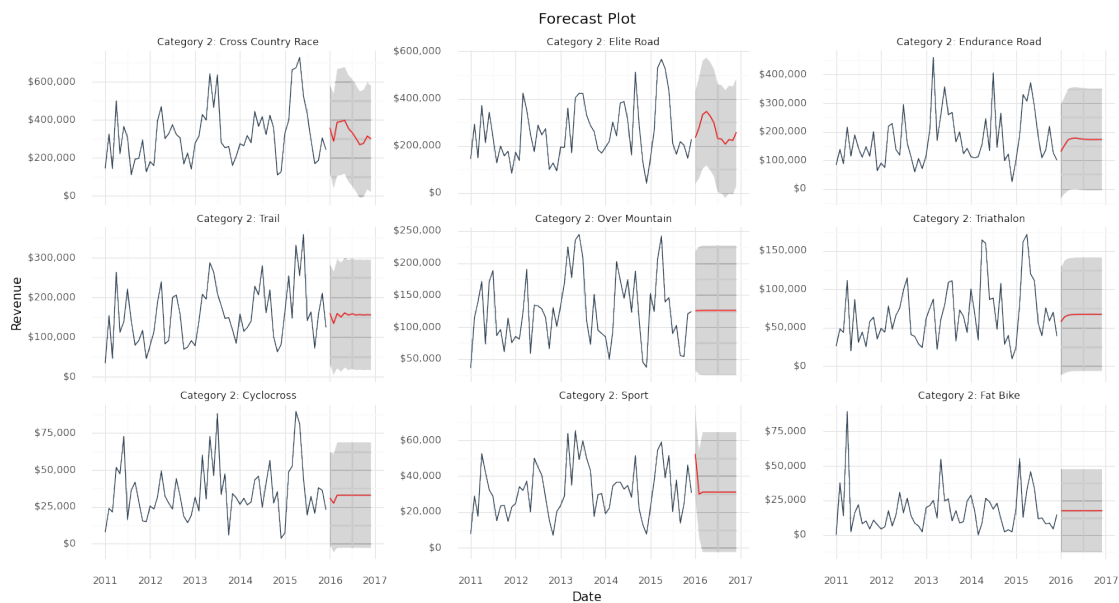 Forecast Plot
Category 2: Cross Country Race
Category 2: Elite Road
Category 2: Endurance Road
$600,000
$400,000
$200,000
$0
$600,000
$400,000
$200,000
$0
$400,000
$300,000
$200,000
$100,000
$0
Category 2: Trail
Category 2: Over Mountain
Category 2: Triathalon
$300,000
$200,000
$100,000
$0
$250,000
$200,000
$150,000
$100,000
$50,000
$150,000
$100,000
$50,000
$0
Revenue
Category 2: Cyclocross
Category 2: Sport
Category 2: Fat Bike
$75,000
$50,000
$25,000
$0
$60,000
$40,000
$20,000
$0
$75,000
$50,000
$25,000
$0
2011 2012 2013 2014 2015 2016 2017
2011 2012 2013 2014 2015 2016 2017
2011 2012 2013 2014 2015 2016 2017
Date